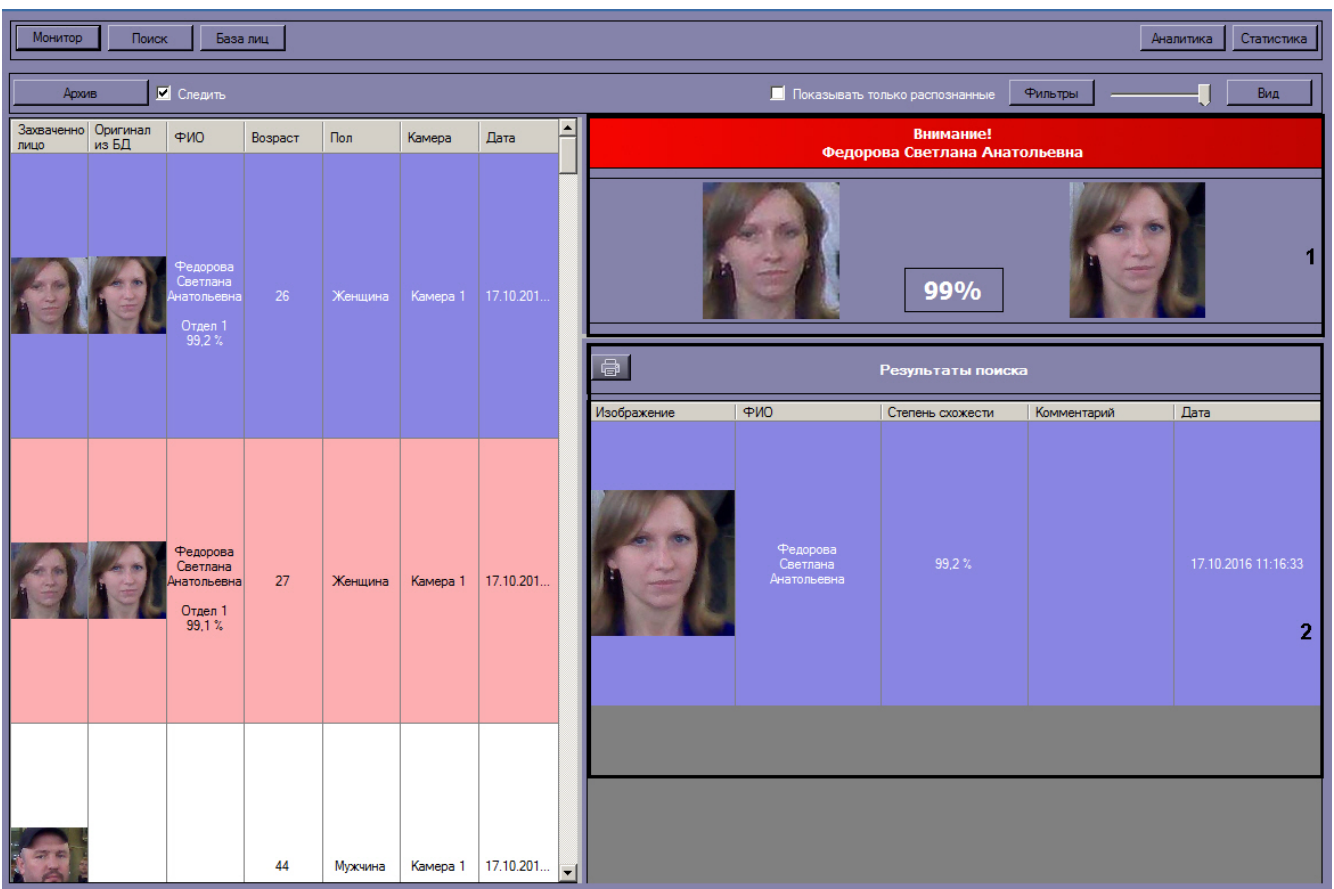 Монитор
Поиск
База лиц
Аналитика
Статистика
Архив
Следить
Показывать только распознанные
Фильтры
Вид
Захваченно
лицо
Оригинал
из БД
ФИО
Возраст
Пол
Камера
Дата
Федорова
Светлана
Анатольевна
Отдел 1
99,2 %
26
Женщина
Камера 1
17.10.201...
Федорова
Светлана
Анатольевна
Отдел 1
99,1 %
27
Женщина
Камера 1
17.10.201...
44
Мужчина
Камера 1
17.10.201...
Внимание!
Федорова Светлана Анатольевна
99%
1
Результаты поиска
Изображение
ФИО
Степень схожести
Комментарий
Дата
Федорова
Светлана
Анатольевна
99,2 %
17.10.2016 11:16:33
2